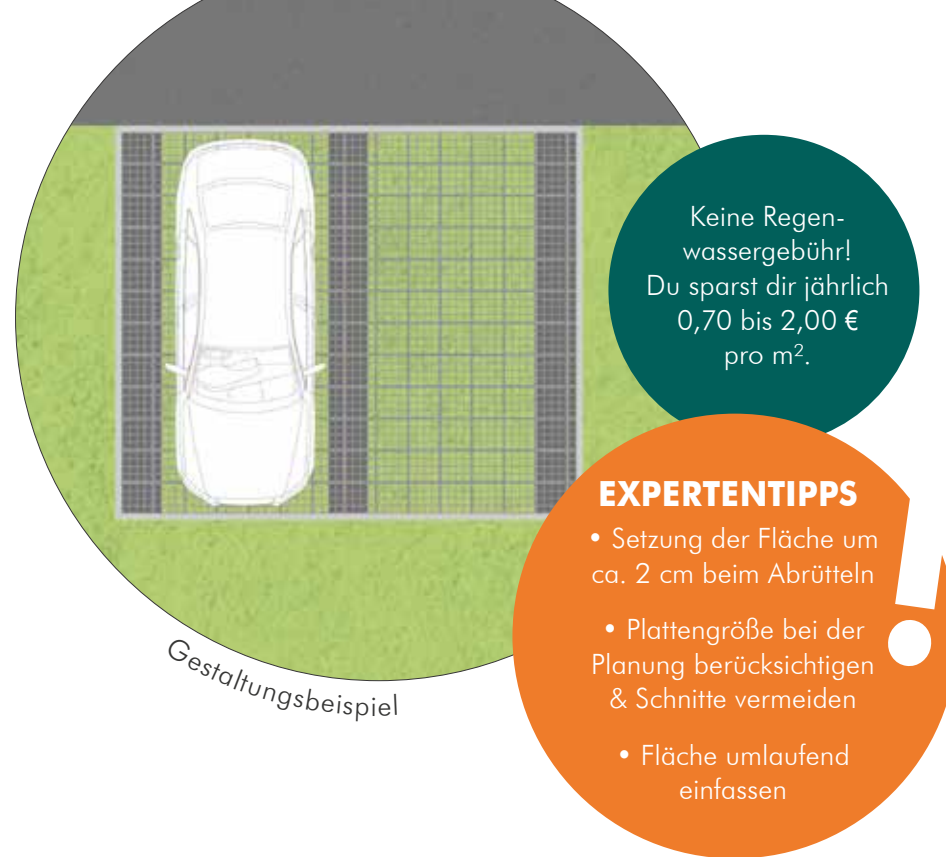 Keine Regen-
wassergebühr!
Du sparst dir jährlich
0,70 bis 2,00 €
pro m².
EXPERTENTIPPS
• Setzung der Fläche um
ca. 2 cm beim Abrütteln
• Plattengröße bei der
Planung berücksichtigen
& Schnitte vermeiden
• Fläche umlaufend
einfassen
!
Gestaltungsbeispiel